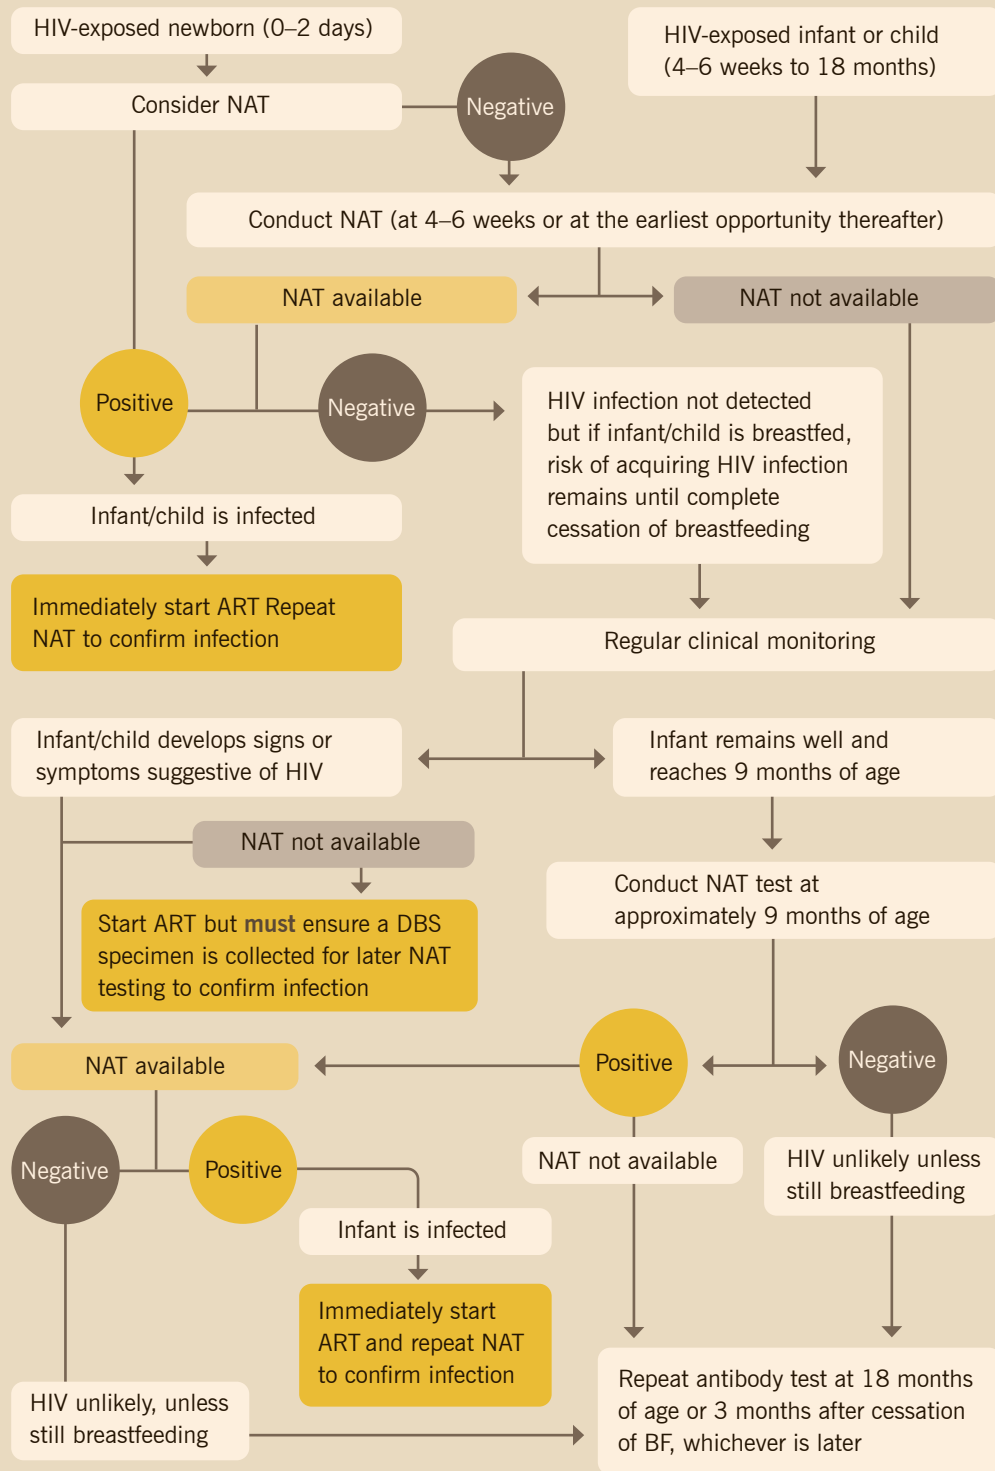 HIV-exposed newborn (0–2 days)
HIV-exposed infant or child
(4–6 weeks to 18 months)
Consider NAT
Negative
Conduct NAT (at 4–6 weeks or at the earliest opportunity thereafter)
NAT available
NAT not available
Positive
Negative
HIV infection not detected
but if infant/child is breastfed,
risk of acquiring HIV infection
remains until complete
cessation of breastfeeding
Infant/child is infected
Immediately start ART Repeat
NAT to confirm infection
Regular clinical monitoring
Infant/child develops signs or
symptoms suggestive of HIV
Infant remains well and
reaches 9 months of age
NAT not available
Start ART but must ensure a DBS
specimen is collected for later NAT
testing to confirm infection
Conduct NAT test at
approximately 9 months of age
NAT available
Positive
Negative
Negative
Positive
NAT not available
HIV unlikely unless
still breastfeeding
Infant is infected
Immediately start
ART and repeat NAT
to confirm infection
HIV unlikely, unless
still breastfeeding
Repeat antibody test at 18 months
of age or 3 months after cessation
of BF, whichever is later